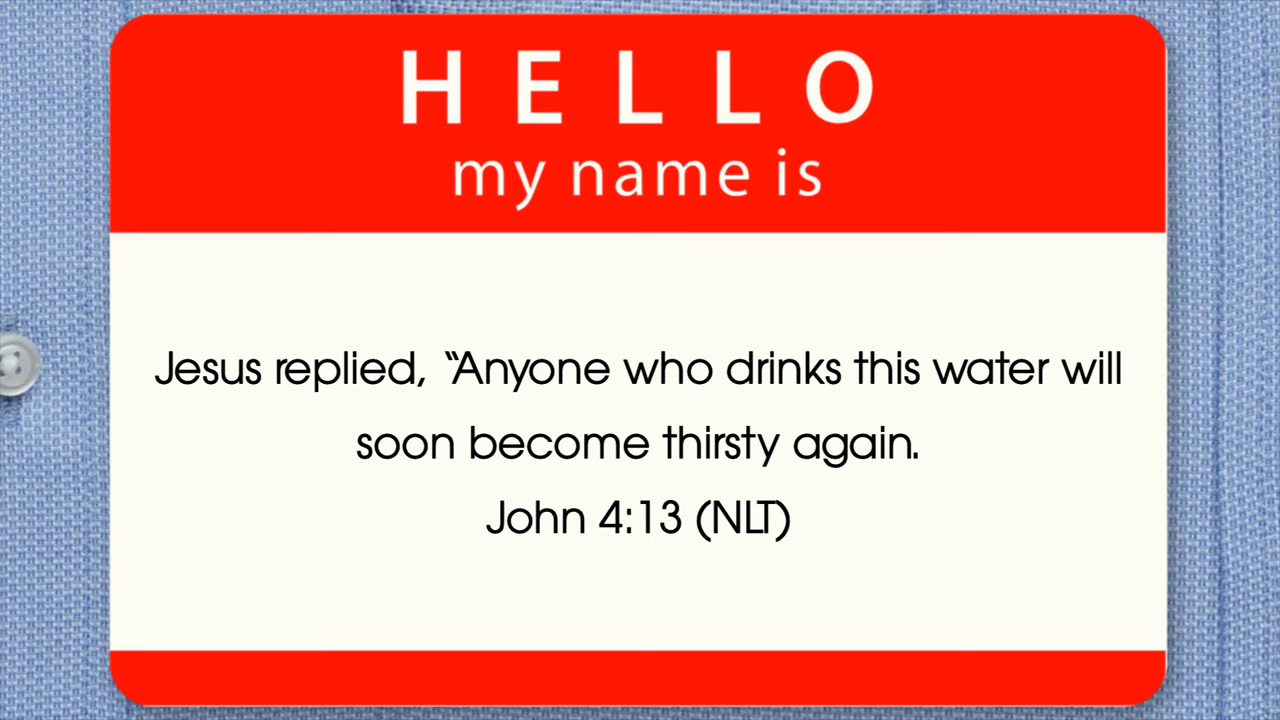 HELLO
my name is
Jesus replied, “Anyone who drinks this water will
soon become thirsty again.
John 4:13 (NLT)